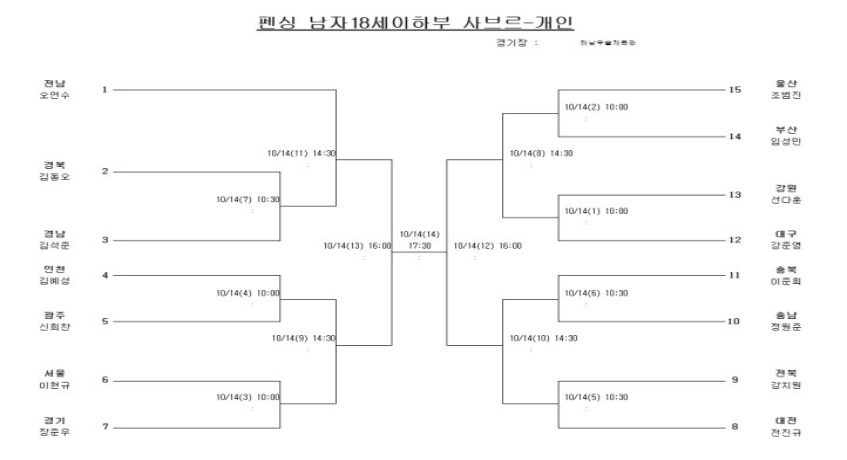 펜싱 남자18세이하부 사브르-개인
경기장 :
전남
오연수
1
경북
김동오
2
경남
김석준
3
인천
김예성
4
광주
신희찬
5
서울
이현규
6
경기
장준우
7
10/14(11) 14:30
:
10/14(7) 10:30
:
10/14(13) 16:00
:
10/14(4) 10:00
:
10/14(9) 14:30
:
10/14(3) 10:00
:
10/14(14)
17:30
:
10/14(12) 16:00
:
10/14(2) 10:00
:
10/14(8) 14:30
:
10/14(1) 10:00
:
10/14(6) 10:30
:
10/14(10) 14:30
:
10/14(5) 10:30
:
15
울산
조범진
14
부산
임성민
13
강원
선다훈
12
대구
강준영
11
충북
이준희
10
충남
정원준
9
전북
강지원
8
대전
전진규